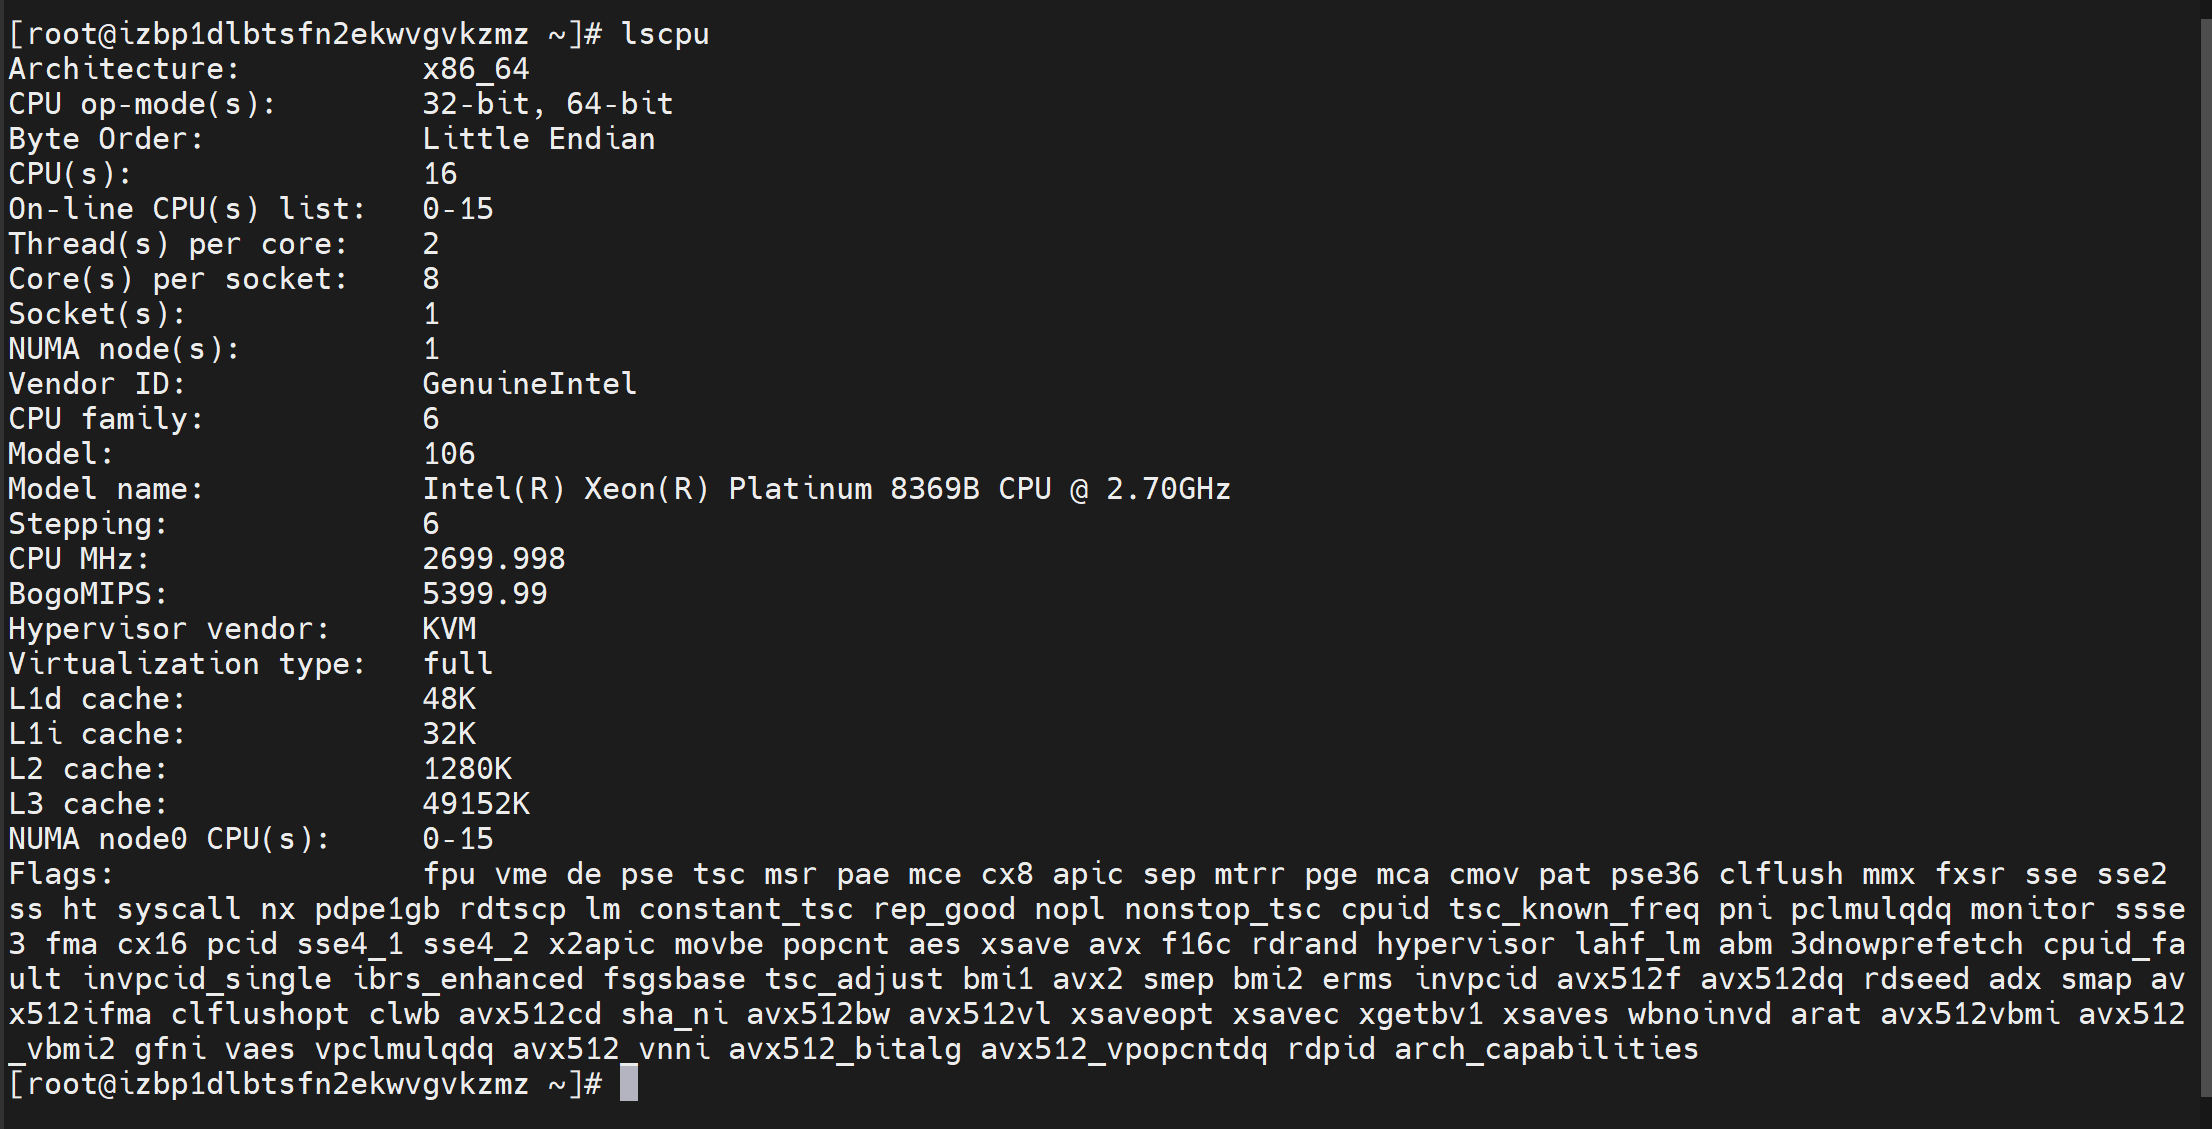 [root@izbp1dlbtsfn2ekwvgvkzmz ~]# lscpu
Architecture:          x86_64
CPU op-mode(s):        32-bit, 64-bit
Byte Order:            Little Endian
CPU(s):                16
On-line CPU(s) list:   0-15
Thread(s) per core:    2
Core(s) per socket:    8
Socket(s):             1
NUMA node(s):          1
Vendor ID:             GenuineIntel
CPU family:            6
Model:                 106
Model name:            Intel(R) Xeon(R) Platinum 8369B CPU @ 2.70GHz
Stepping:              6
CPU MHz:               2699.998
BogoMIPS:              5399.99
Hypervisor vendor:     KVM
Virtualization type:   full
L1d cache:             48K
L1i cache:             32K
L2 cache:              1280K
L3 cache:              49152K
NUMA node0 CPU(s):     0-15
Flags:                 fpu vme de pse tsc msr pae mce cx8 apic sep mtrr pge mca cmov pat pse36 clflush mmx fxsr sse sse2
ss ht syscall nx pdpe1gb rdtscp lm constant_tsc rep_good nopl nonstop_tsc cpuid tsc_known_freq pni pclmulqdq monitor ssse
3 fma cx16 pcid sse4_1 sse4_2 x2apic movbe popcnt aes xsave avx f16c rdrand hypervisor lahf_lm abm 3dnowprefetch cpuid_fa
ult invpcid_single ibrs_enhanced fsgsbase tsc_adjust bmi1 avx2 smep bmi2 erms invpcid avx512f avx512dq rdseed adx smap av
x512ifma clflushopt clwb avx512cd sha_ni avx512bw avx512vl xsaveopt xsavec xgetbv1 xsaves wbnoinvd arat avx512vbmi avx512
_vbmi2 gfni vaes vpclmulqdq avx512_vnni avx512_bitalg avx512_vpopcntdq rdpid arch_capabilities
[root@izbp1dlbtsfn2ekwvgvkzmz ~]#